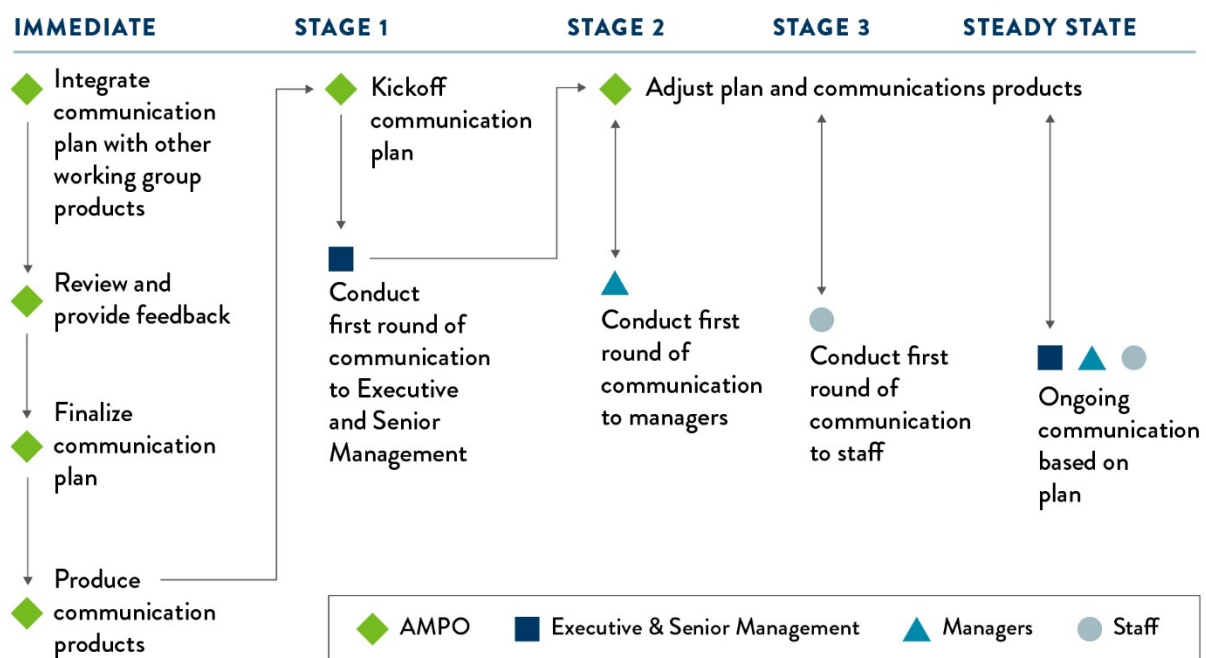 IMMEDIATE
STAGE 1
STAGE 2
STAGE 3
STEADY STATE
Integrate
communication
plan with other
working group
products
Review and
provide feedback
Finalize
communication
plan
Produce
communication
products
Kickoff
communication
plan
Conduct
first round of
communication
to Executive
and Senior
Management
Adjust plan and communications products
Conduct first
round of
communication
to managers
Conduct first
round of
communication
to staff
Ongoing
communication
based on
plan
AMPO
Executive & Senior Management
Managers
Staff